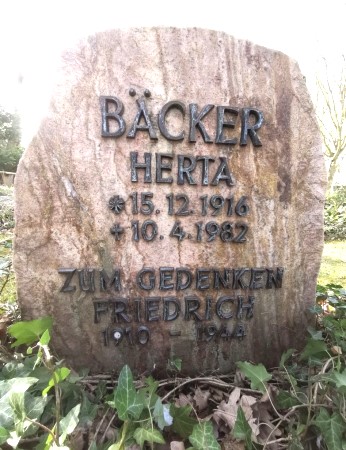 BÄCKER
HERTA
* 15.12.1916
+ 10.4.1982
ZUM GEDENKEN
FRIEDRICH
1910 - 1944